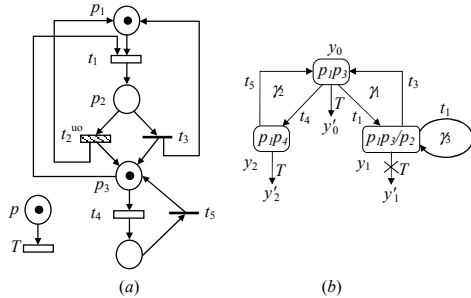 p₁
t₁
p₂
t₂ᵘᵒ
t₃
p₃
t₄
t₅
p
T
(a)
y₀
p₁p₃
t₅
γ₂
t₄
T
y′₀
t₁
γ₁
t₃
t₁
p₁p₄
p₁p₃/p₂
γ₃
y₂
T
y′₂
y₁
T
y′₁
(b)